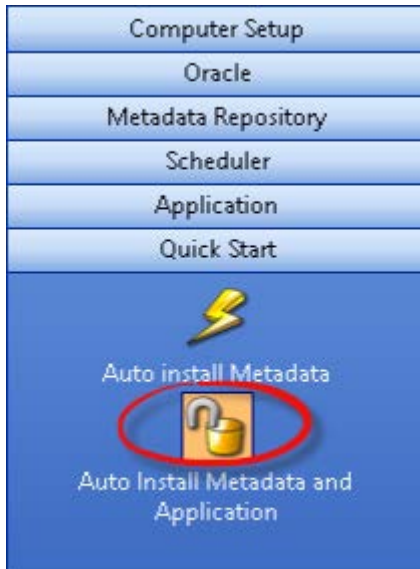 Computer Setup
Oracle
Metadata Repository
Scheduler
Application
Quick Start
Auto install Metadata
Auto Install Metadata and
Application